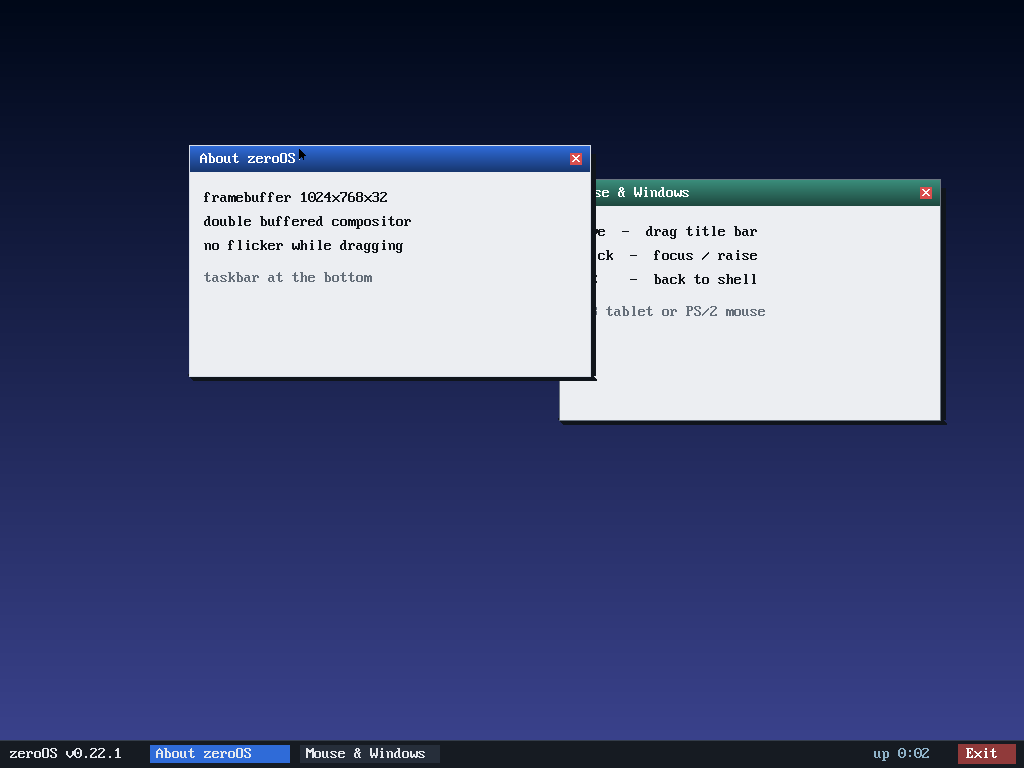 About zeroOS
framebuffer 1024x768x32
double buffered compositor
no flicker while dragging
taskbar at the bottom
& Windows
– drag title bar
– focus / raise
– back to shell
tablet or PS/2 mouse
zeroOS v0.22.1
About zeroOS
Mouse & Windows
up 0:02
Exit